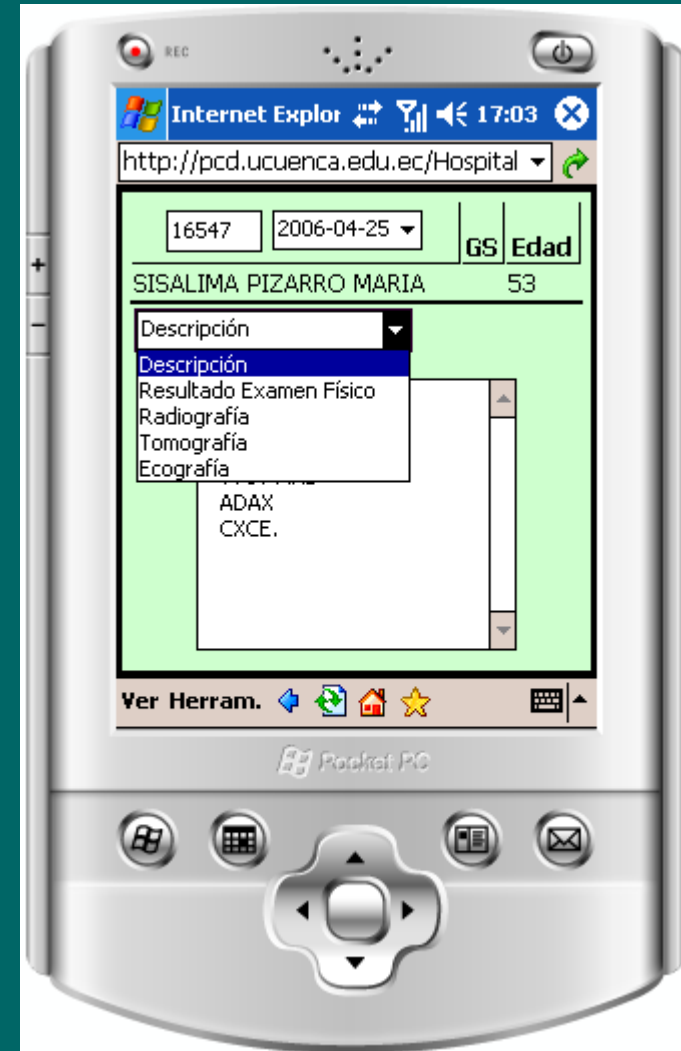 REC
Internet Explor 17:03
http://pcd.ucuenca.edu.ec/Hospital
16547 2006-04-25 GS Edad
SISALIMA PIZARRO MARIA 53
Descripción
Descripción
Resultado Examen Físico
Radiografía
Tomografía
Ecografía
ADAX
CXCE.
Ver Herram.
Pocket PC
+
-